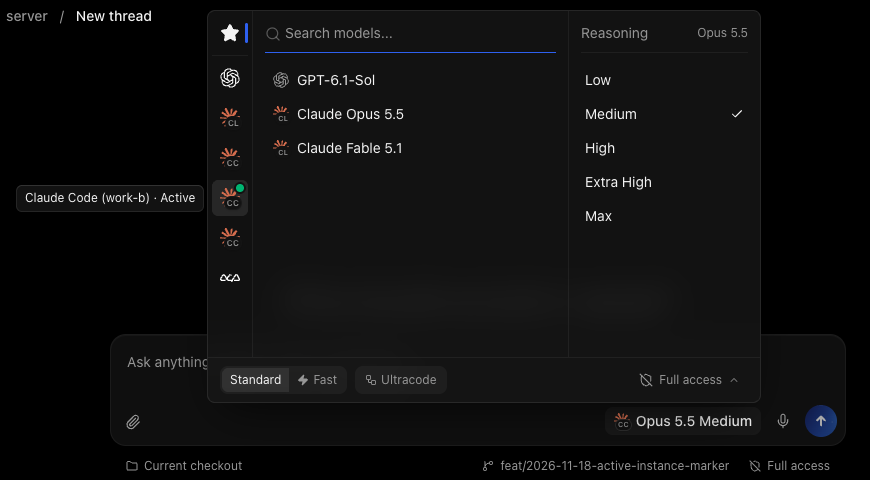 server / New thread
Search models...
Reasoning Opus 5.5
GPT-6.1-Sol
CL Claude Opus 5.5
CL Claude Fable 5.1
Low
Medium
High
Extra High
Max
CL
CC
Claude Code (work-b) · Active
CC
CC
Ask anything
Standard Fast Ultracode Full access
CC Opus 5.5 Medium
Current checkout feat/2026-11-18-active-instance-marker Full access